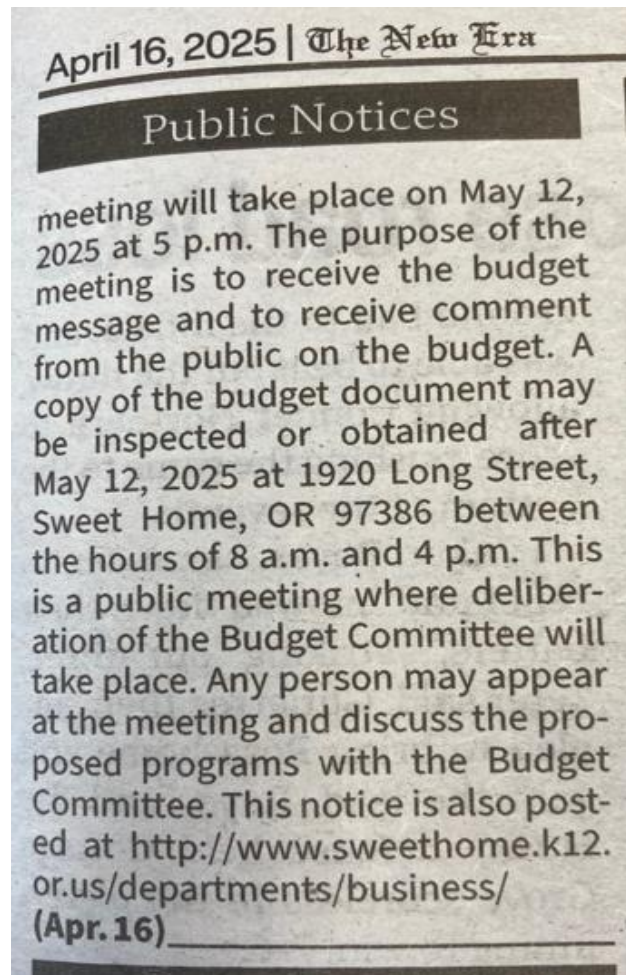 April 16, 2025 | The New Era
Public Notices
meeting will take place on May 12,
2025 at 5 p.m. The purpose of the
meeting is to receive the budget
message and to receive comment
from the public on the budget. A
copy of the budget document may
be inspected or obtained after
May 12, 2025 at 1920 Long Street,
Sweet Home, OR 97386 between
the hours of 8 a.m. and 4 p.m. This
is a public meeting where deliber-
ation of the Budget Committee will
take place. Any person may appear
at the meeting and discuss the pro-
posed programs with the Budget
Committee. This notice is also post-
ed at http://www.sweethome.k12.
or.us/departments/business/
(Apr. 16)